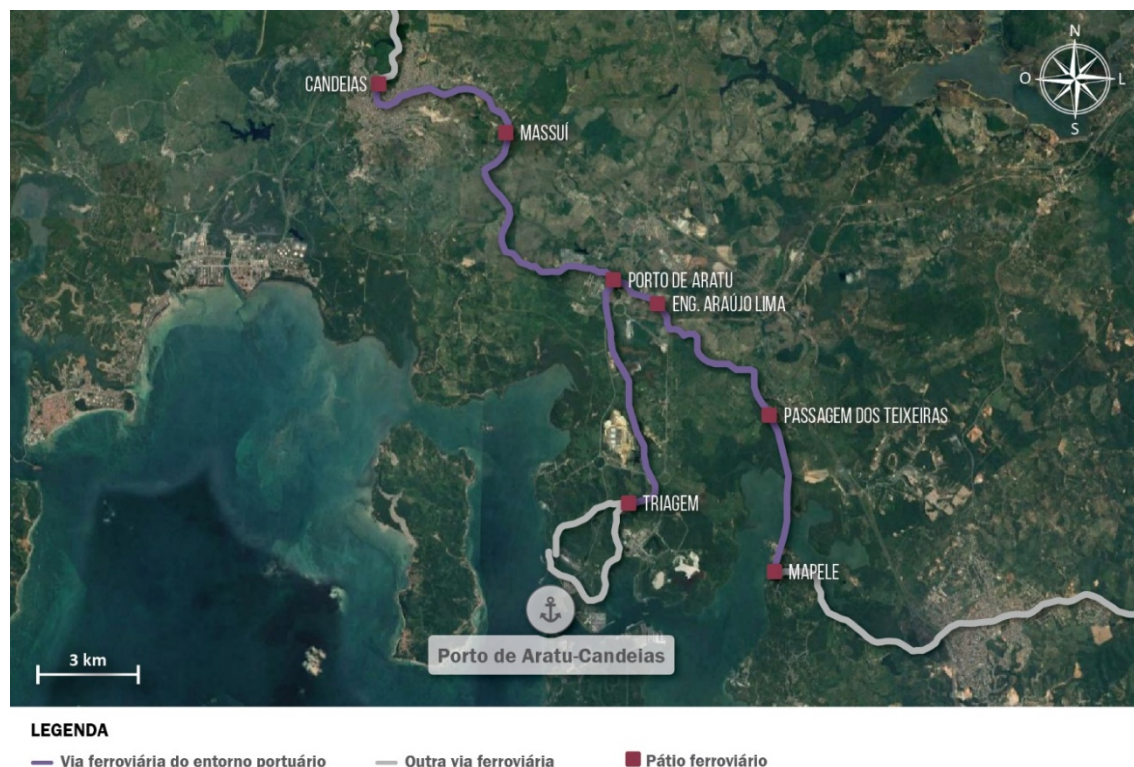 N
O
L
S
CANDEIAS
MASSUÍ
PORTO DE ARATU
ENG. ARAÚJO LIMA
PASSAGEM DOS TEIXEIRAS
TRIAGEM
MAPELE
Porto de Aratu-Candeias
3 km
LEGENDA
Via ferroviária do entorno portuário
Outra via ferroviária
Pátio ferroviário